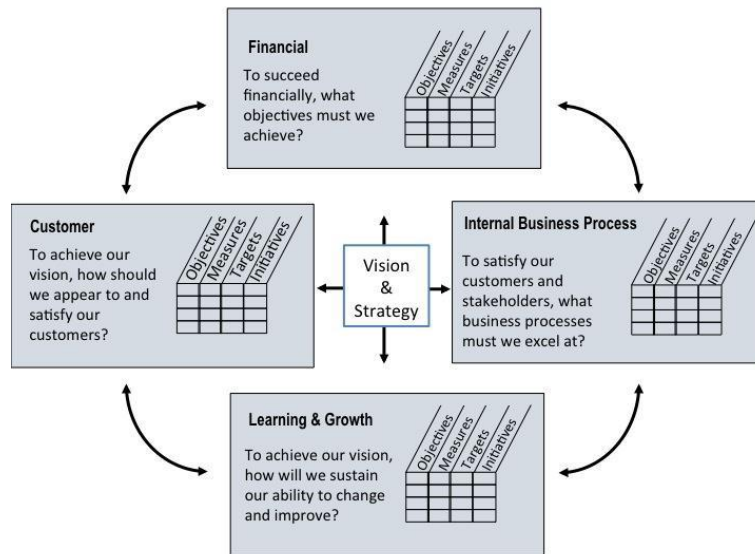 Financial
To succeed
financially, what
objectives must we
achieve?
Objectives
Measures
Targets
Initiatives
Customer
To achieve our
vision, how should
we appear to and
satisfy our
customers?
Objectives
Measures
Targets
Initiatives
Vision
&
Strategy
Internal Business Process
To satisfy our
customers and
stakeholders, what
business processes
must we excel at?
Objectives
Measures
Targets
Initiatives
Learning & Growth
To achieve our vision,
how will we sustain
our ability to change
and improve?
Objectives
Measures
Targets
Initiatives